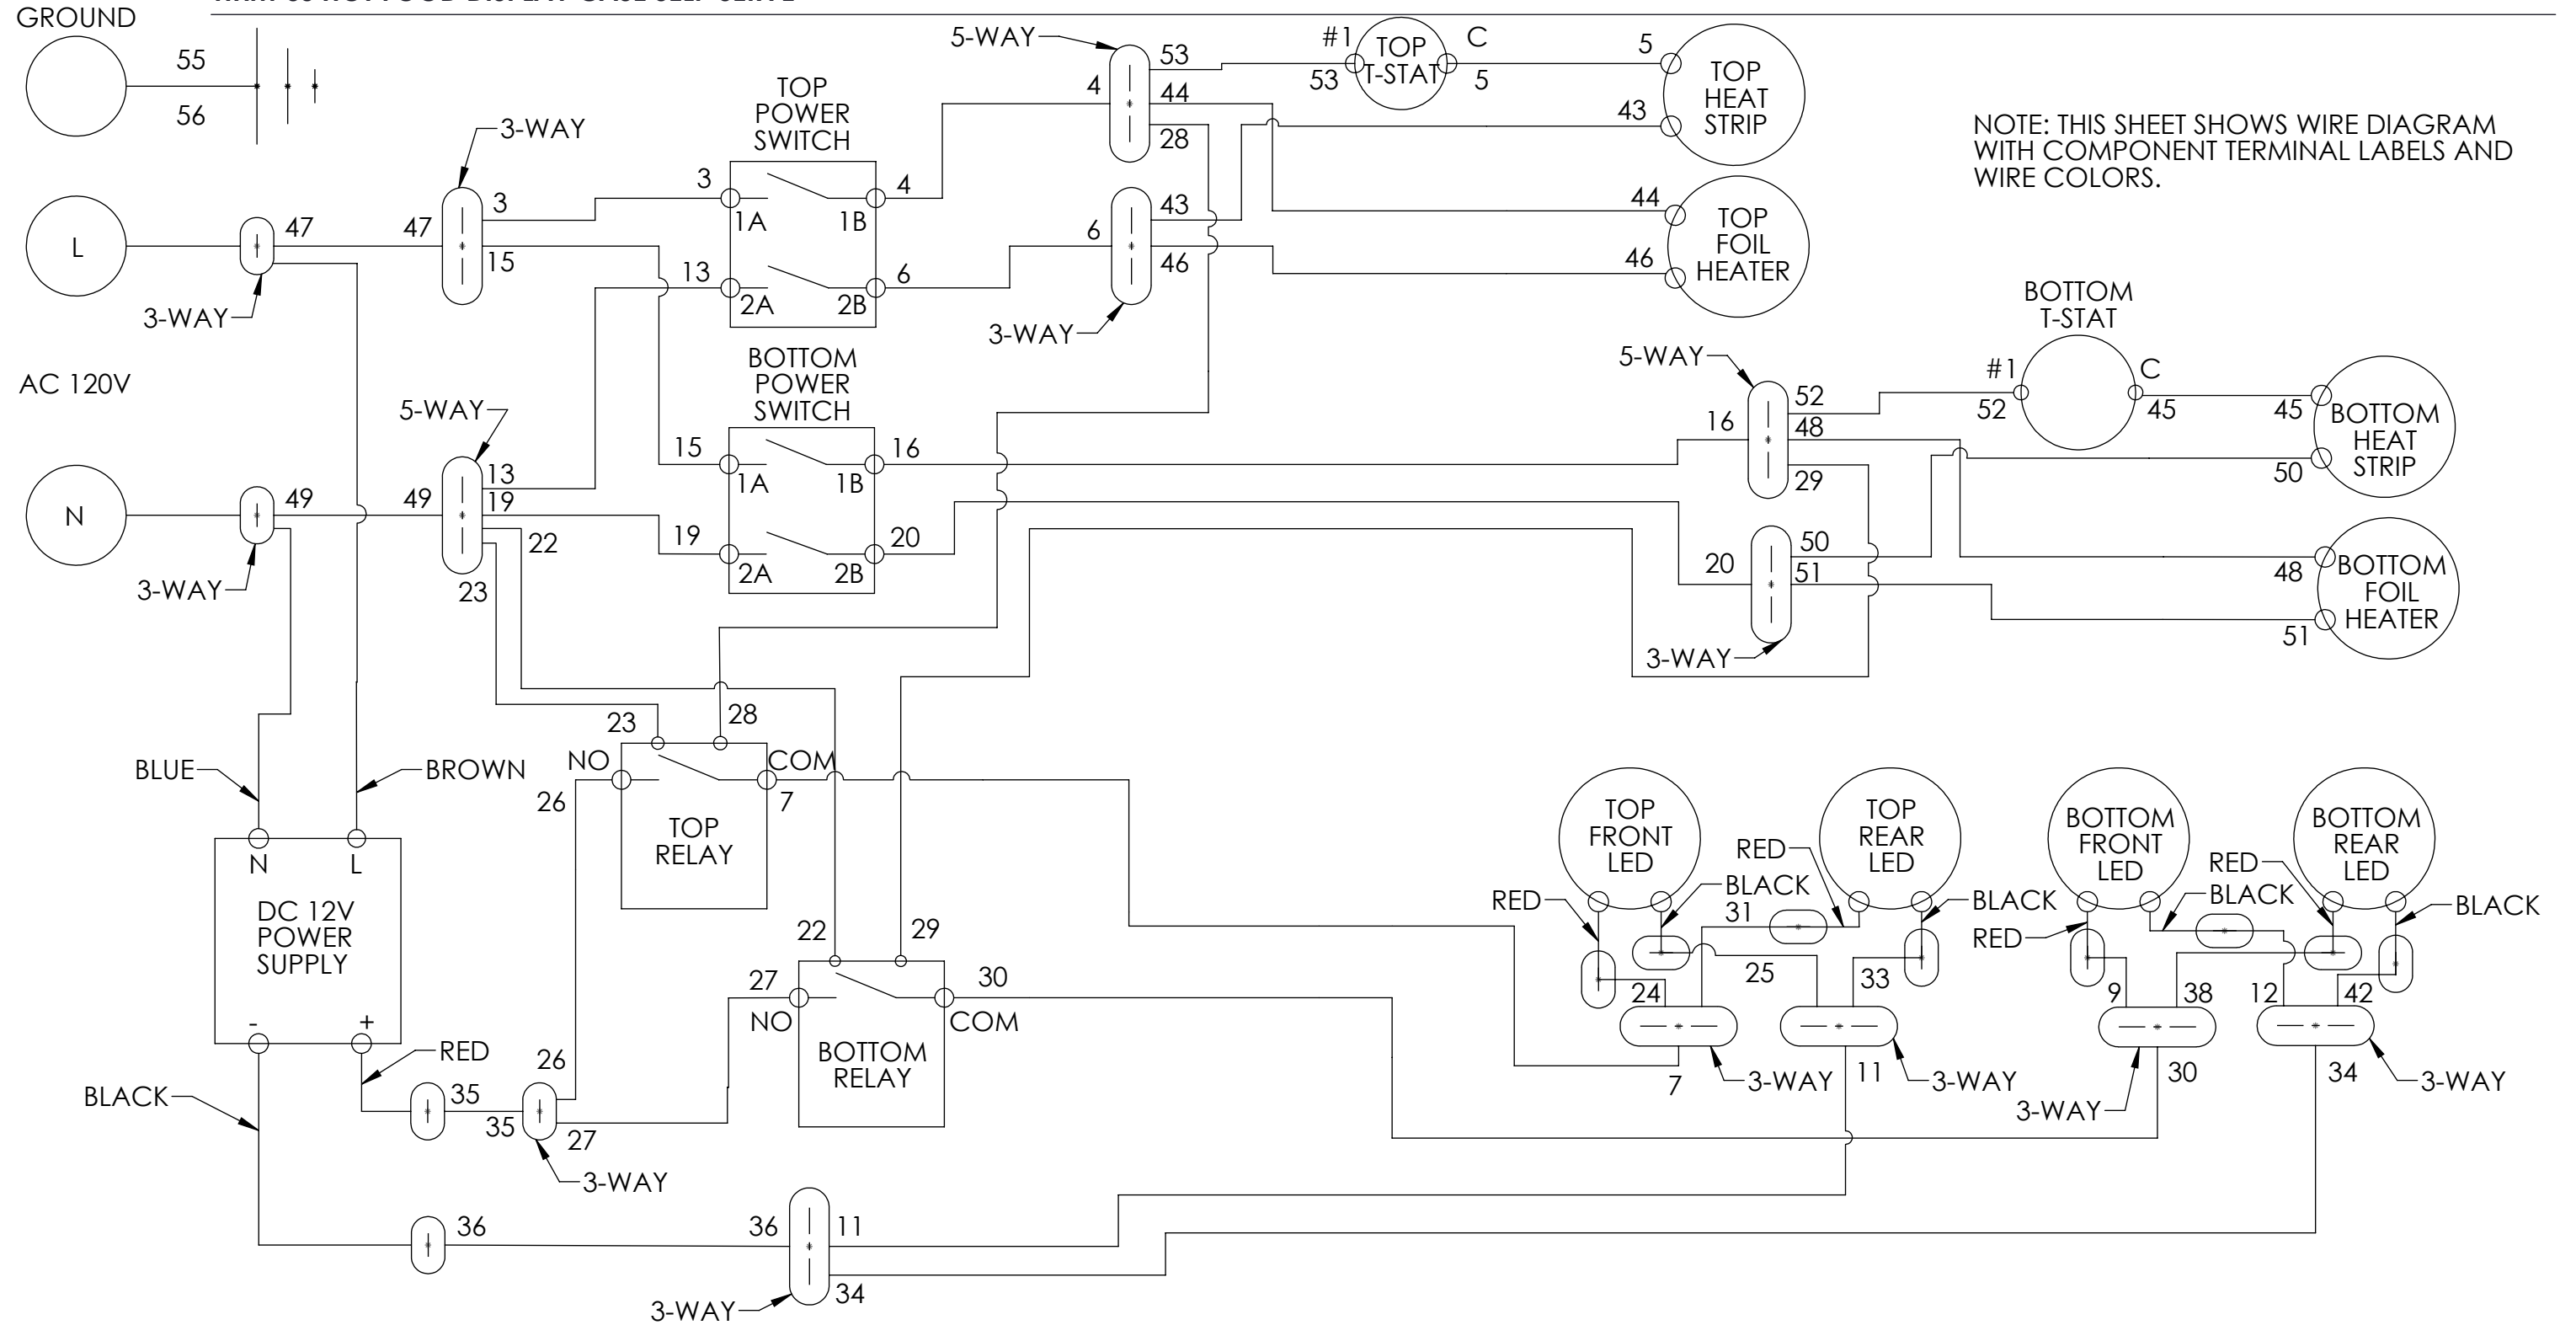 GROUND
55
56
L
47
3-WAY
47
3-WAY
3
15
AC 120V
N
49
3-WAY
49
5-WAY
13
19
22
23
TOP
POWER
SWITCH
3
1A
1B
4
13
2A
2B
6
BOTTOM
POWER
SWITCH
15
1A
1B
16
19
2A
2B
20
5-WAY
4
53
44
28
6
43
46
3-WAY
#1
53
TOP
T-STAT
C
5
5
43
TOP
HEAT
STRIP
44
46
TOP
FOIL
HEATER
NOTE: THIS SHEET SHOWS WIRE DIAGRAM
WITH COMPONENT TERMINAL LABELS AND
WIRE COLORS.
5-WAY
16
52
48
29
20
50
51
3-WAY
BOTTOM
T-STAT
#1
52
C
45
45
50
BOTTOM
HEAT
STRIP
48
51
BOTTOM
FOIL
HEATER
BLUE
BROWN
N
L
DC 12V
POWER
SUPPLY
-
+
RED
BLACK
35
35
26
27
3-WAY
36
36
11
34
3-WAY
23
28
NO
COM
26
7
TOP
RELAY
22
29
27
30
NO
COM
BOTTOM
RELAY
TOP
FRONT
LED
RED
BLACK
31
RED
TOP
REAR
LED
BLACK
24
25
33
7
3-WAY
11
3-WAY
BOTTOM
FRONT
LED
RED
BLACK
RED
BOTTOM
REAR
LED
BLACK
9
38
12
42
3-WAY
30
34
3-WAY